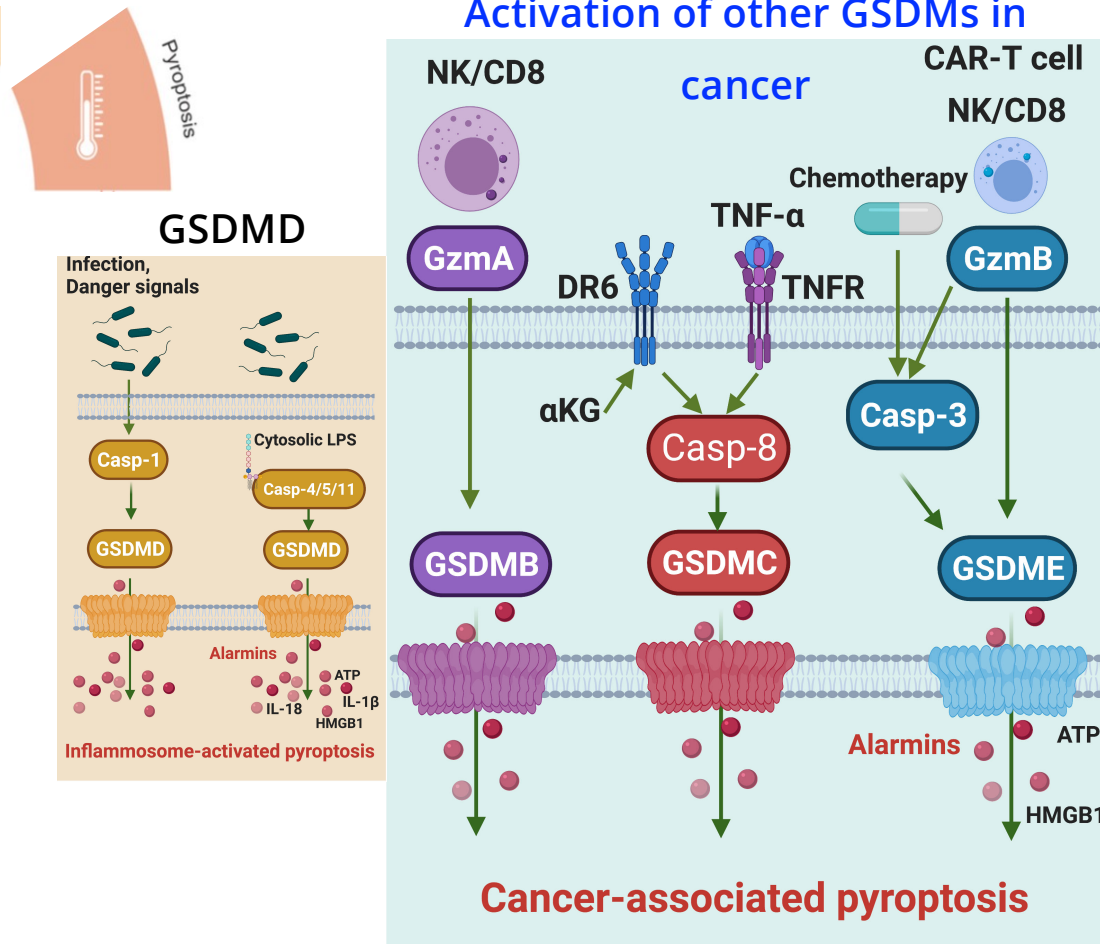 Activation of other GSDMs in
cancer
Pyroptosis
GSDMD
Infection,
Danger signals
Casp-1
Cytosolic LPS
Casp-4/5/11
GSDMD
GSDMD
Alarmins
ATP
IL-18
IL-1β
HMGB1
Inflammosome-activated pyroptosis
NK/CD8
CAR-T cell
NK/CD8
Chemotherapy
TNF-α
GzmA
GzmB
DR6
TNFR
αKG
Casp-8
Casp-3
GSDMB
GSDMC
GSDME
Alarmins
ATP
HMGB1
Cancer-associated pyroptosis